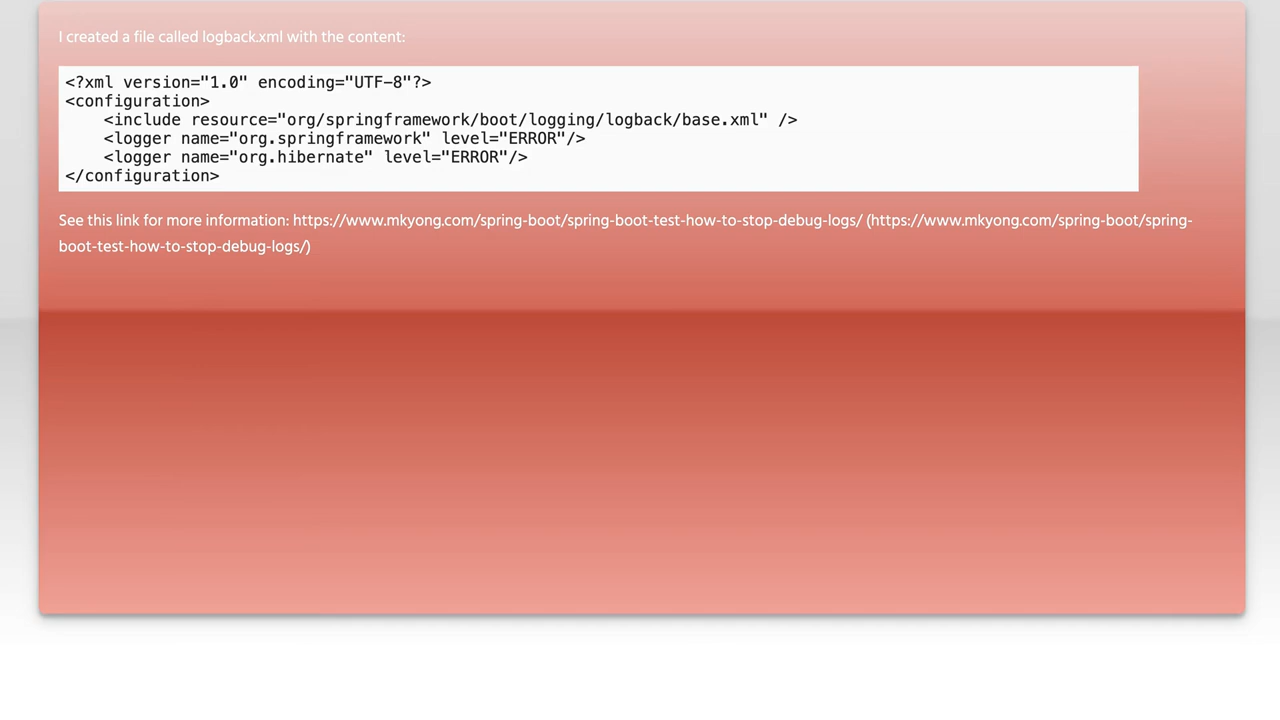 I created a file called logback.xml with the content:
<?xml version="1.0" encoding="UTF-8"?>
<configuration>
    <include resource="org/springframework/boot/logging/logback/base.xml" />
    <logger name="org.springframework" level="ERROR"/>
    <logger name="org.hibernate" level="ERROR"/>
</configuration>
See this link for more information: https://www.mkyong.com/spring-boot/spring-boot-test-how-to-stop-debug-logs/ (https://www.mkyong.com/spring-boot/spring-
boot-test-how-to-stop-debug-logs/)